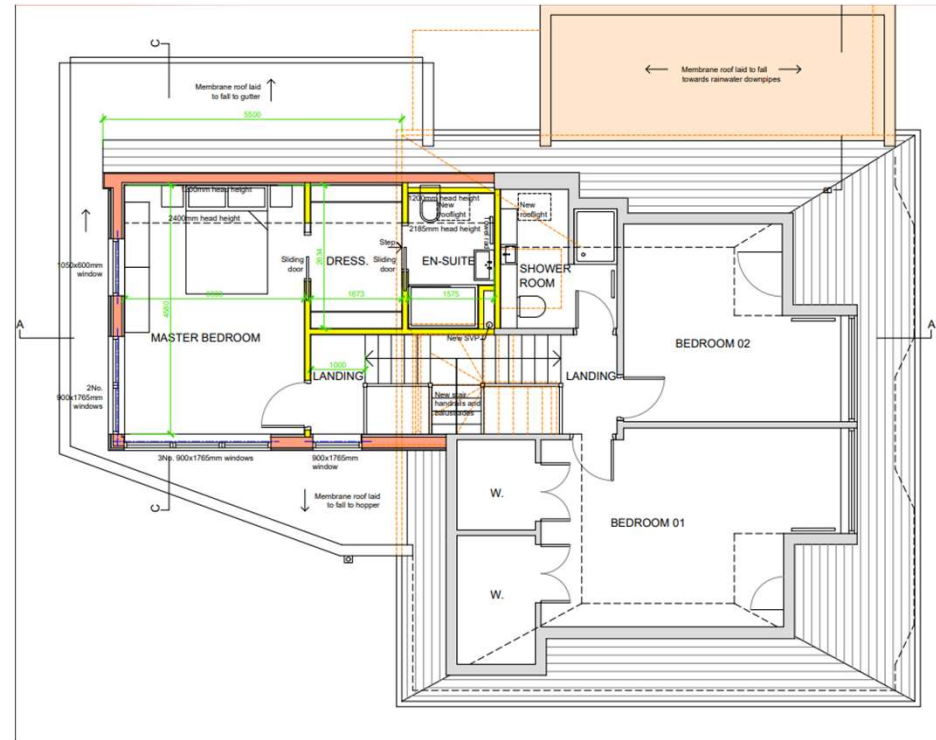 C
Membrane roof laid
to fall to gutter
Membrane roof laid to fall
towards rainwater downpipes
5500
1200mm head height
2400mm head height
1200mm head height
New
rooflight
2185mm head height
Towel rad
New
rooflight
Step
Sliding
door
Sliding
door
DRESS.
2634
EN-SUITE
SHOWER
ROOM
1050x600mm
window
4580
1673
1575
A
MASTER BEDROOM
New SVP
BEDROOM 02
A
1000
LANDING
LANDING
2No.
900x1765mm
windows
New stair
handrails and
balustrades
3No. 900x1765mm windows
900x1765mm
window
C
Membrane roof laid
to fall to hopper
W.
BEDROOM 01
W.